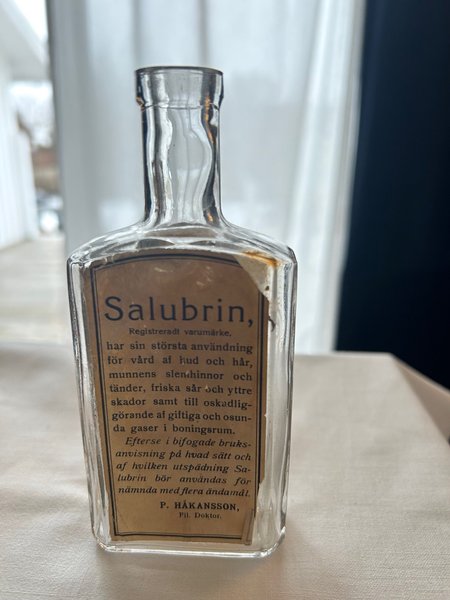 Salubrin,
Registreradt varumärke.
har sin största användning
för vård af hud och hår,
munnens slemhinnor och
tänder, friska sår och yttre
skador samt till oskadlig-
görande af giftiga och osun-
da gaser i boningsrum.
Efterse i bifogade bruks-
anvisning på hvad sätt och
af hvilken utspädning Sa-
lubrin bör användas för
nämnda med flera ändamål.
P. HÅKANSSON,
Fil. Doktor.